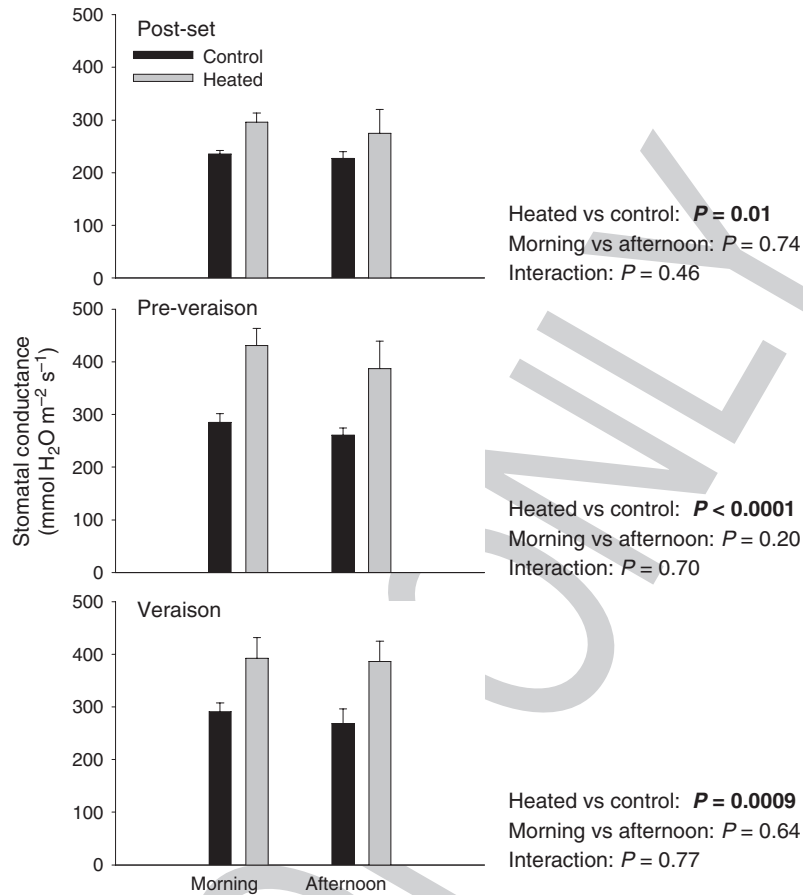 500
400
300
200
100
0
Post-set
Control
Heated
Heated vs control: P = 0.01
Morning vs afternoon: P = 0.74
Interaction: P = 0.46
Stomatal conductance
(mmol H₂O m⁻² s⁻¹)
500
400
300
200
100
0
Pre-veraison
Heated vs control: P < 0.0001
Morning vs afternoon: P = 0.20
Interaction: P = 0.70
500
400
300
200
100
0
Veraison
Heated vs control: P = 0.0009
Morning vs afternoon: P = 0.64
Interaction: P = 0.77
Morning Afternoon
ONLY